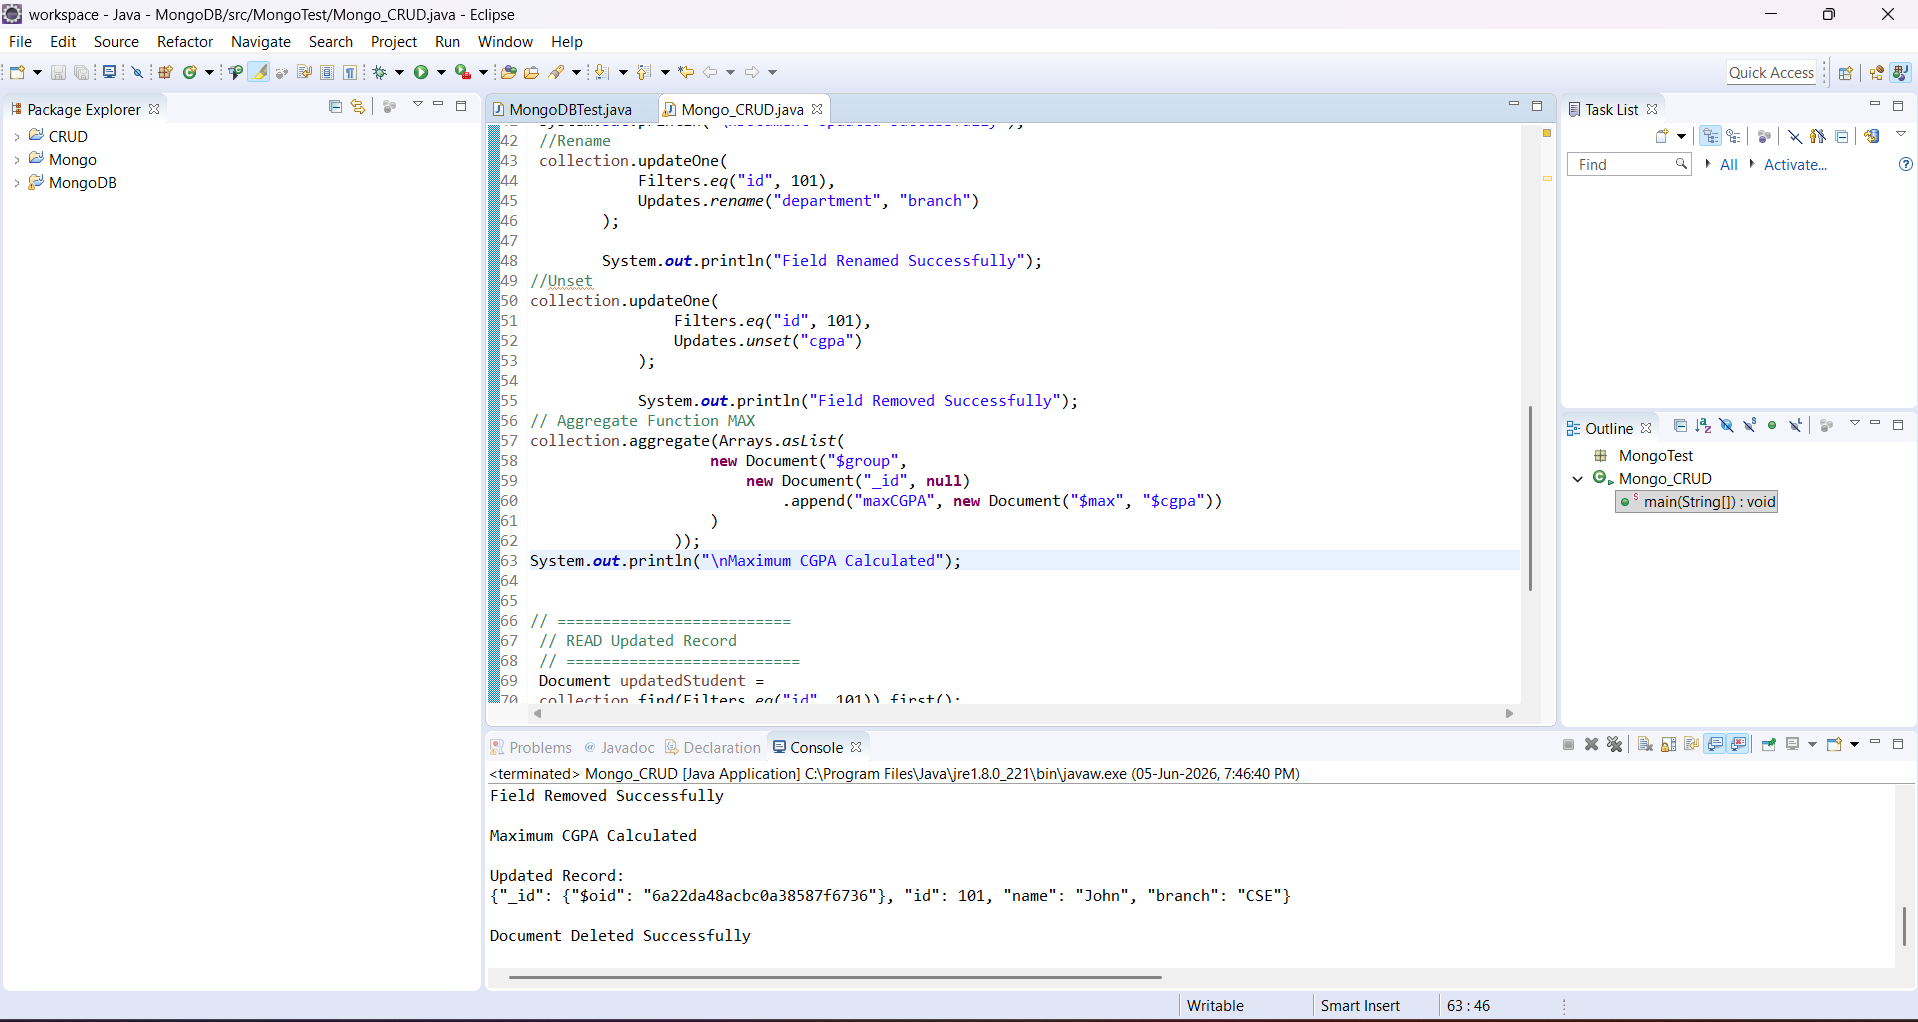 workspace - Java - MongoDB/src/MongoTest/Mongo_CRUD.java - Eclipse
File Edit Source Refactor Navigate Search Project Run Window Help
Quick Access
Package Explorer
CRUD
Mongo
MongoDB
MongoDBTest.java Mongo_CRUD.java
42 //Rename
43 collection.updateOne(
44 Filters.eq("id", 101),
45 Updates.rename("department", "branch")
46 );
47
48 System.out.println("Field Renamed Successfully");
49 //Unset
50 collection.updateOne(
51 Filters.eq("id", 101),
52 Updates.unset("cgpa")
53 );
54
55 System.out.println("Field Removed Successfully");
56 // Aggregate Function MAX
57 collection.aggregate(Arrays.asList(
58 new Document("$group",
59 new Document("_id", null)
60 .append("maxCGPA", new Document("$max", "$cgpa"))
61 )
62 ));
63 System.out.println("\nMaximum CGPA Calculated");
64
65
66 // ==========================
67 // READ Updated Record
68 // ==========================
69 Document updatedStudent =
70 collection.find(Filters.eq("id", 101)).first();
Task List
Find All Activate...
Outline
MongoTest
Mongo_CRUD
main(String[]) : void
Problems Javadoc Declaration Console
<terminated> Mongo_CRUD [Java Application] C:\Program Files\Java\jre1.8.0_221\bin\javaw.exe (05-Jun-2026, 7:46:40 PM)
Field Removed Successfully
Maximum CGPA Calculated
Updated Record:
{"_id": {"$oid": "6a22da48acbc0a38587f6736"}, "id": 101, "name": "John", "branch": "CSE"}
Document Deleted Successfully
Writable Smart Insert 63 : 46